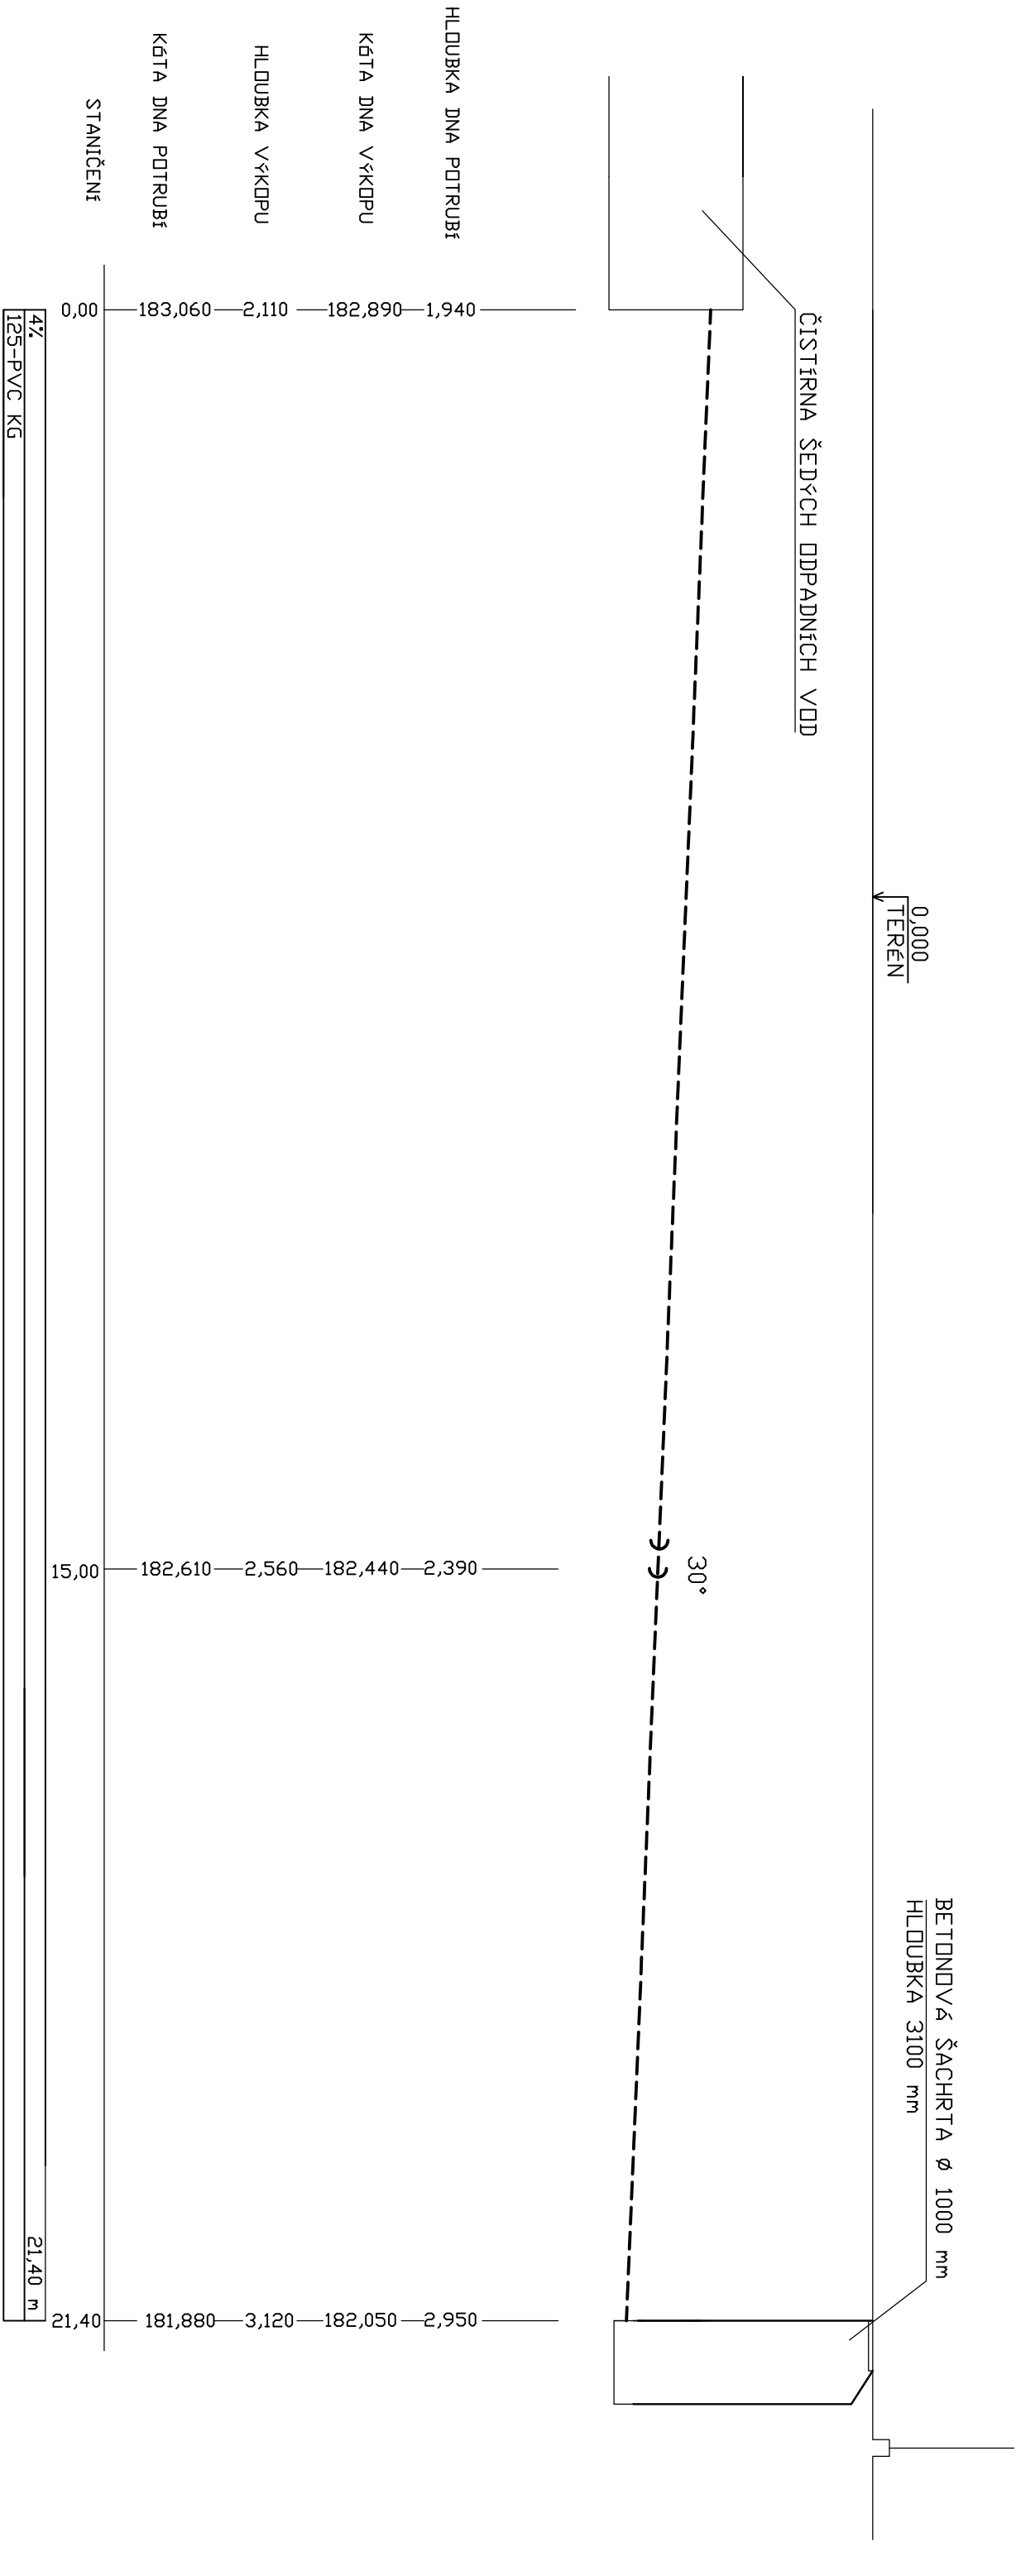 BETONOVÁ ŠACHRTA Ø 1000 mm
HLOUBKA 3100 mm
0,000
TERÉN
ČISTÍRNA ŠEDÝCH ODPADNÍCH VOD
30°
HLOUBKA DNA POTRUBÍ
1,940
2,390
2,950
KÓTA DNA VÝKOPU
182,890
182,440
182,050
HLOUBKA VÝKOPU
2,110
2,560
3,120
KÓTA DNA POTRUBÍ
183,060
182,610
181,880
STANIČENÍ
0,00
15,00
21,40
4%
21,40 m
125-PVC KG